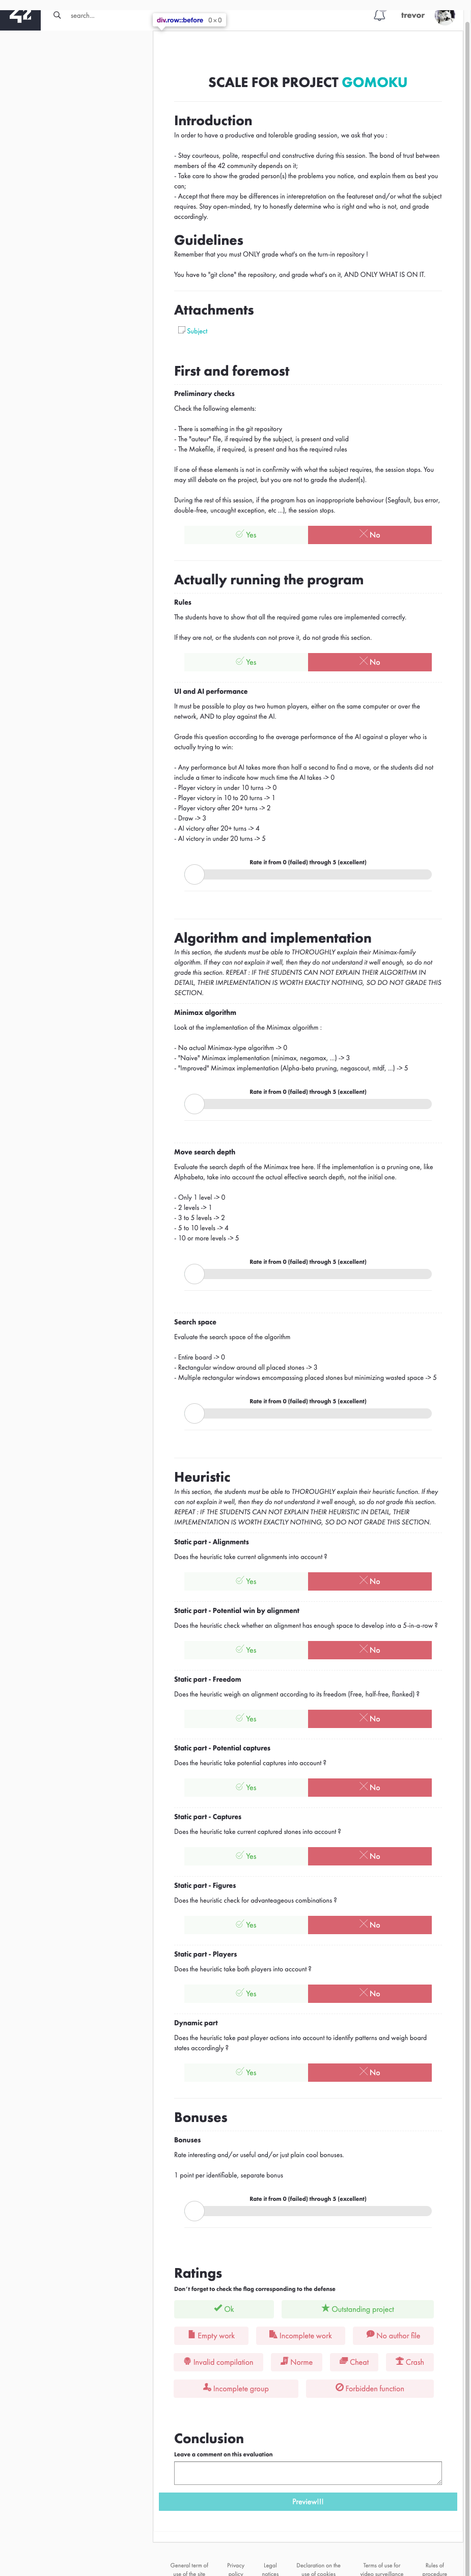 42
search...
div.row::before 0 x 0
trevor
SCALE FOR PROJECT GOMOKU
Introduction
In order to have a productive and tolerable grading session, we ask that you :
- Stay courteous, polite, respectful and constructive during this session. The bond of trust between
members of the 42 community depends on it;
- Take care to show the graded person(s) the problems you notice, and explain them as best you
can;
- Accept that there may be differences in interepretation on the featuresst and/or what the subject
requires. Stay open-minded, try to honestly determine who is right and who is not, and grade
accordingly.
Guidelines
Remember that you must ONLY grade what's on the turn-in repository !
You have to "git clone" the repository, and grade what's on it, AND ONLY WHAT IS ON IT.
Attachments
Subject
First and foremost
Preliminary checks
Check the following elements:
- There is something in the git repository
- The "auteur" file, if required by the subject, is present and valid
- The Makefile, if required, is present and has the required rules
If one of these elements is not in confirmity with what the subject requires, the session stops. You
may still debate on the project, but you are not to grade the student(s).
During the rest of this session, if the program has an inappropriate behaviour (Segfault, bus error,
double-free, uncaught exception, etc ...), the session stops.
Yes No
Actually running the program
Rules
The students have to show that all the required game rules are implemented correctly.
If they are not, or the students can not prove it, do not grade this section.
Yes No
UI and AI performance
It must be possible to play as two human players, either on the same computer or over the
network, AND to play against the AI.
Grade this question according to the average performance of the AI against a player who is
actually trying to win:
- Any performance but AI takes more than half a second to find a move, or the students did not
include a timer to indicate how much time the AI takes -> 0
- Player victory in under 10 turns -> 0
- Player victory in 10 to 20 turns -> 1
- Player victory after 20+ turns -> 2
- Draw -> 3
- AI victory after 20+ turns -> 4
- AI victory in under 20 turns -> 5
Rate it from 0 (failed) through 5 (excellent)
Algorithm and implementation
In this section, the students must be able to THOROUGHLY explain their Minimax-family
algorithm. If they can not explain it well, then they do not understand it well enough, so do not
grade this section. REPEAT : IF THE STUDENTS CAN NOT EXPLAIN THEIR ALGORITHM IN
DETAIL, THEIR IMPLEMENTATION IS WORTH EXACTLY NOTHING, SO DO NOT GRADE THIS
SECTION.
Minimax algorithm
Look at the implementation of the Minimax algorithm :
- No actual Minimax-type algorithm -> 0
- "Naive" Minimax implementation (minimax, negamax, ...) -> 3
- "Improved" Minimax implementation (Alpha-beta pruning, negascout, mtdf, ...) -> 5
Rate it from 0 (failed) through 5 (excellent)
Move search depth
Evaluate the search depth of the Minimax tree here. If the implementation is a pruning one, like
Alphabeta, take into account the actual effective search depth, not the initial one.
- Only 1 level -> 0
- 2 levels -> 1
- 3 to 5 levels -> 2
- 5 to 10 levels -> 4
- 10 or more levels -> 5
Rate it from 0 (failed) through 5 (excellent)
Search space
Evaluate the search space of the algorithm
- Entire board -> 0
- Rectangular window around all placed stones -> 3
- Multiple rectangular windows emcompassing placed stones but minimizing wasted space -> 5
Rate it from 0 (failed) through 5 (excellent)
Heuristic
In this section, the students must be able to THOROUGHLY explain their heuristic function. If they
can not explain it well, then they do not understand it well enough, so do not grade this section.
REPEAT : IF THE STUDENTS CAN NOT EXPLAIN THEIR HEURISTIC IN DETAIL, THEIR
IMPLEMENTATION IS WORTH EXACTLY NOTHING, SO DO NOT GRADE THIS SECTION.
Static part - Alignments
Does the heuristic take current alignments into account ?
Yes No
Static part - Potential win by alignment
Does the heuristic check whether an alignment has enough space to develop into a 5-in-a-row ?
Yes No
Static part - Freedom
Does the heuristic weigh an alignment according to its freedom (Free, half-free, flanked) ?
Yes No
Static part - Potential captures
Does the heuristic take potential captures into account ?
Yes No
Static part - Captures
Does the heuristic take current captured stones into account ?
Yes No
Static part - Figures
Does the heuristic check for advanteageous combinations ?
Yes No
Static part - Players
Does the heuristic take both players into account ?
Yes No
Dynamic part
Does the heuristic take past player actions into account to identify patterns and weigh board
states accordingly ?
Yes No
Bonuses
Bonuses
Rate interesting and/or useful and/or just plain cool bonuses.
1 point per identifiable, separate bonus
Rate it from 0 (failed) through 5 (excellent)
Ratings
Don't forget to check the flag corresponding to the defense
Ok Outstanding project
Empty work Incomplete work No author file
Invalid compilation Norme Cheat Crash
Incomplete group Forbidden function
Conclusion
Leave a comment on this evaluation
Preview!!!
General term of Privacy Legal Declaration on the Terms of use for Rules of
use of the site policy notices use of cookies video surveillance procedure